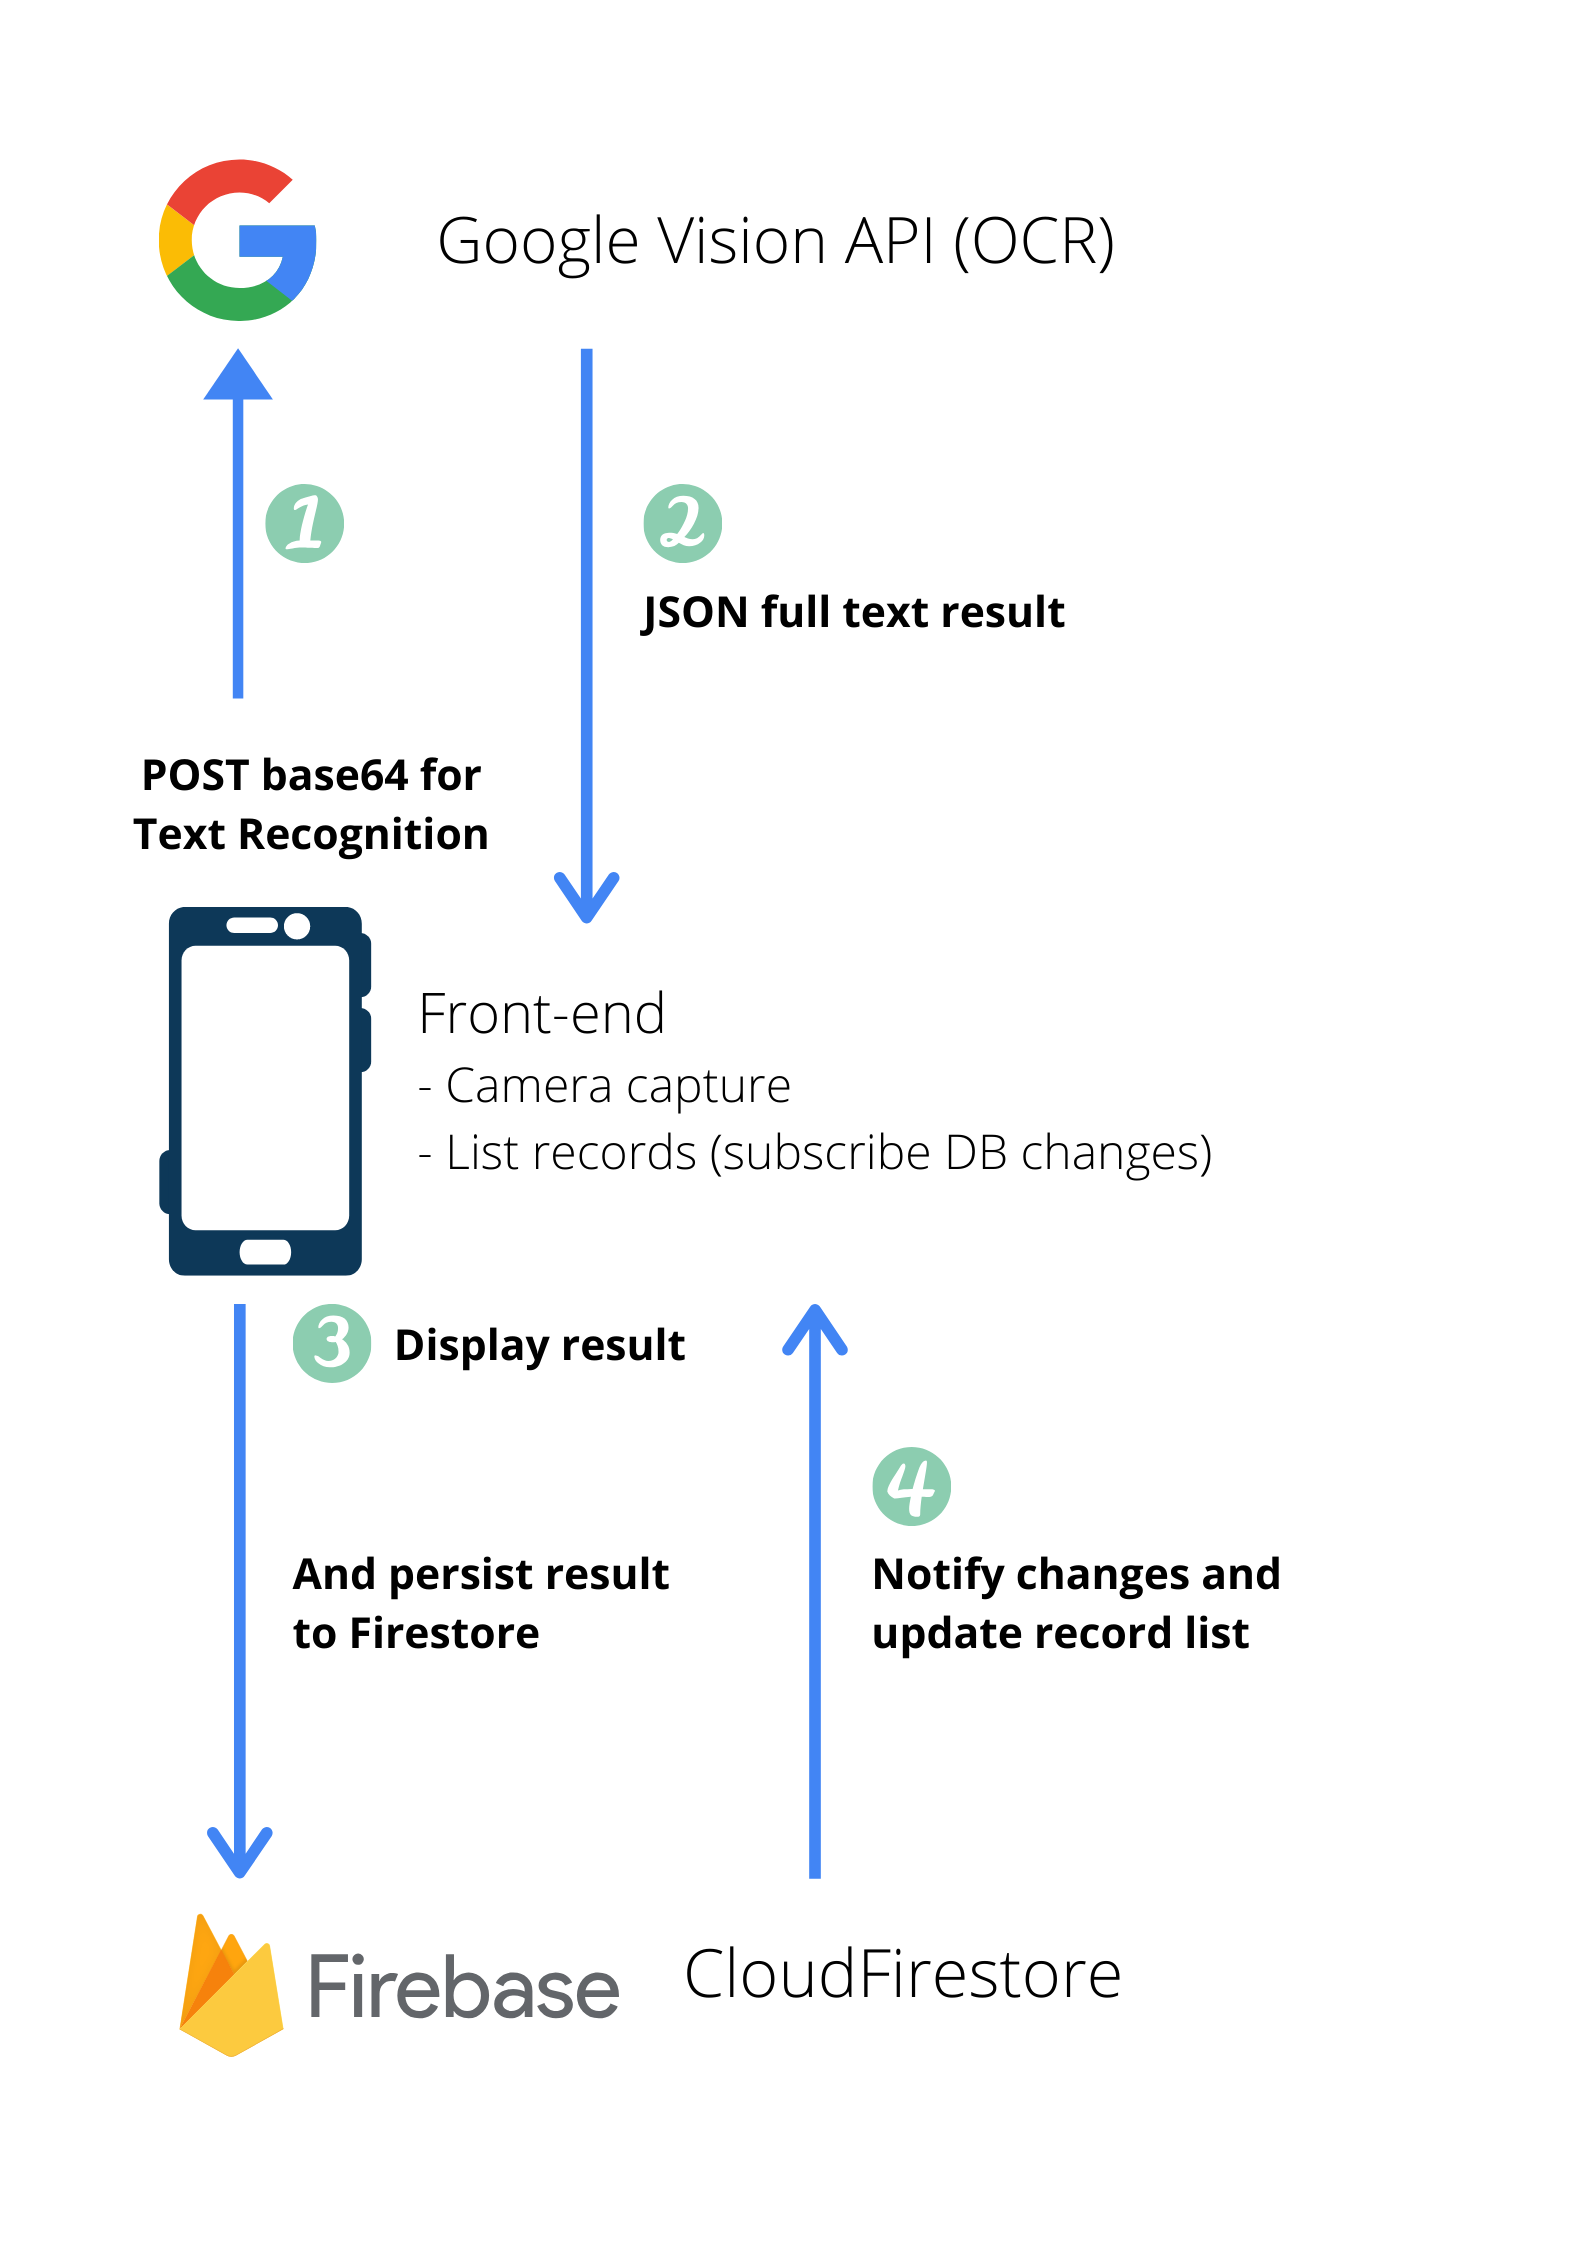 Google Vision API (OCR)
1
2
JSON full text result
POST base64 for
Text Recognition
Front-end
- Camera capture
- List records (subscribe DB changes)
3 Display result
4
And persist result
to Firestore
Notify changes and
update record list
Firebase
CloudFirestore